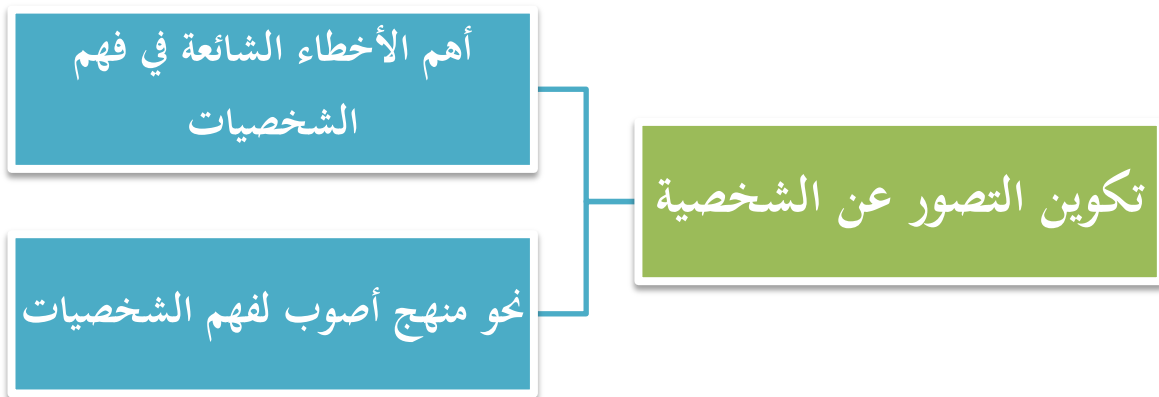 تكوين التصور عن الشخصية
أهم الأخطاء الشائعة في فهم
الشخصيات
نحو منهج أصوب لفهم الشخصيات